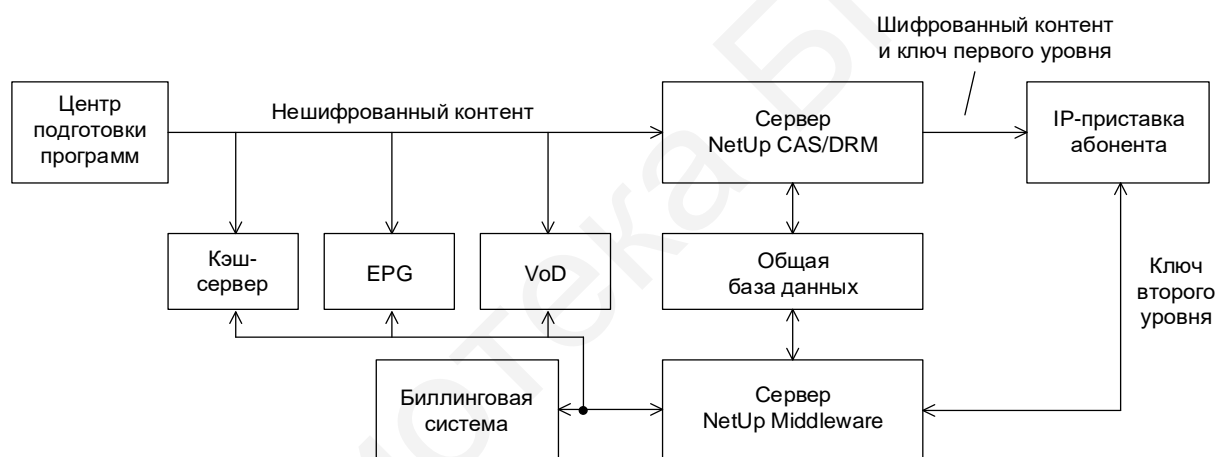 Шифрованный контент
и ключ первого уровня
Центр
подготовки
программ
Нешифрованный контент
Сервер
NetUp CAS/DRM
IP-приставка
абонента
Кэш-
сервер
EPG
VoD
Общая
база данных
Ключ
второго
уровня
Биллинговая
система
Сервер
NetUp Middleware